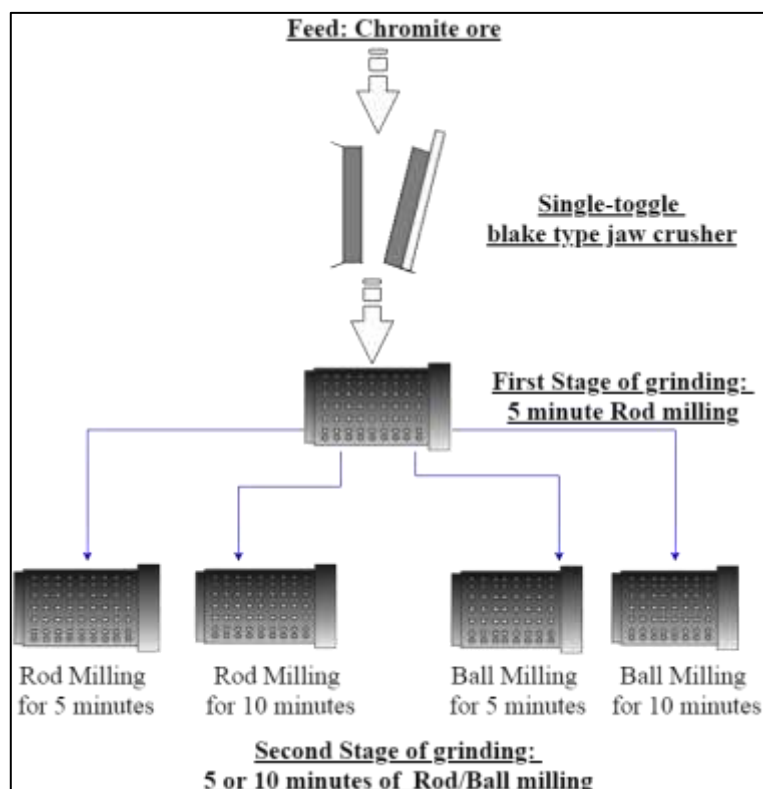 Feed: Chromite ore
Single-toggle
blake type jaw crusher
First Stage of grinding:
5 minute Rod milling
Rod Milling
for 5 minutes
Rod Milling
for 10 minutes
Ball Milling
for 5 minutes
Ball Milling
for 10 minutes
Second Stage of grinding:
5 or 10 minutes of Rod/Ball milling